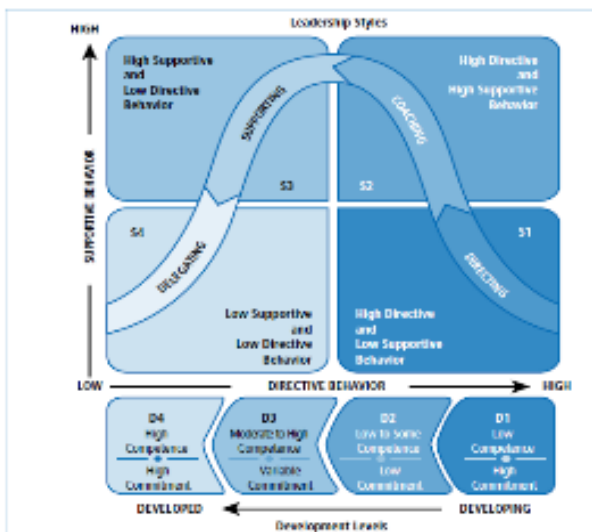 Leadership Styles
HIGH
High Supportive
and
Low Directive
Behavior
High Directive
and
High Supportive
Behavior
SUPPORTING
COACHING
S3
S2
SUPPORTIVE BEHAVIOR
S4
S1
DELEGATING
DIRECTING
Low Supportive
and
Low Directive
Behavior
High Directive
and
Low Supportive
Behavior
LOW
DIRECTIVE BEHAVIOR
HIGH
D4
High
Competence
High
Commitment
D3
Moderate to High
Competence
Variable
Commitment
D2
Low to Some
Competence
Low
Commitment
D1
Low
Competence
High
Commitment
DEVELOPED
DEVELOPING
Development Levels